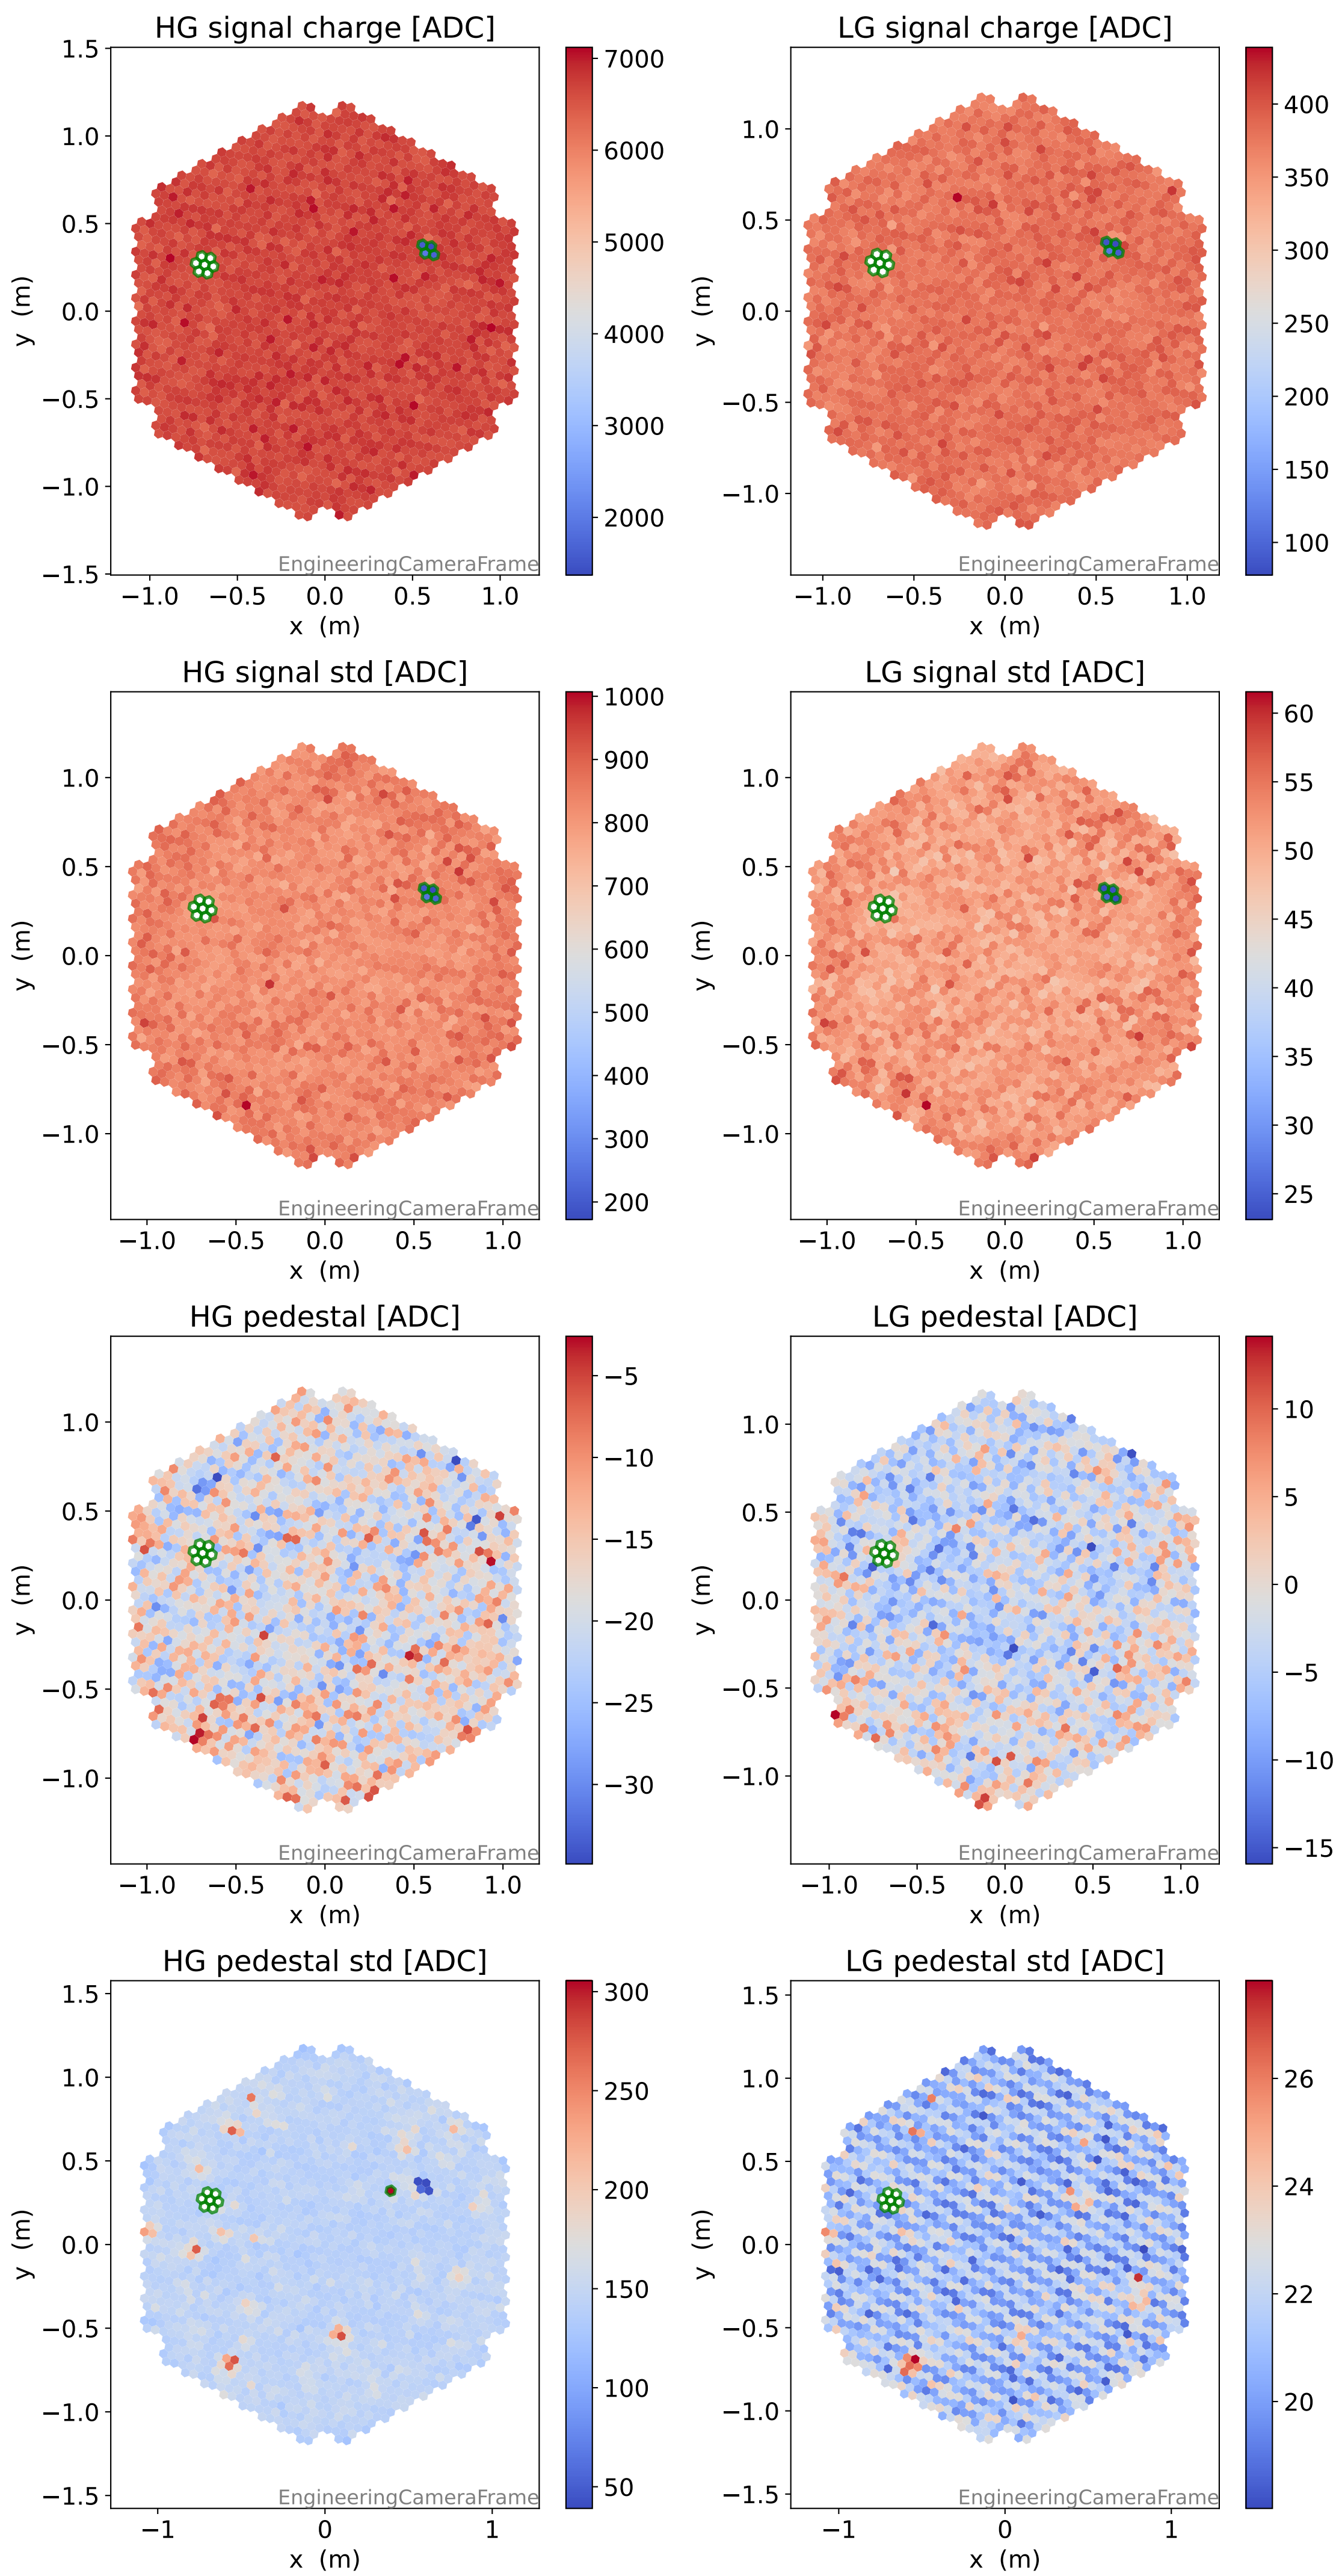 HG signal charge [ADC]
1.5
1.0
0.5
0.0
−0.5
−1.0
−1.5
y (m)
−1.0 −0.5 0.0 0.5 1.0
x (m)
EngineeringCameraFrame
7000
6000
5000
4000
3000
2000
LG signal charge [ADC]
1.0
0.5
0.0
−0.5
−1.0
y (m)
−1.0 −0.5 0.0 0.5 1.0
x (m)
EngineeringCameraFrame
400
350
300
250
200
150
100
HG signal std [ADC]
1.0
0.5
0.0
−0.5
−1.0
y (m)
−1.0 −0.5 0.0 0.5 1.0
x (m)
EngineeringCameraFrame
1000
900
800
700
600
500
400
300
200
LG signal std [ADC]
1.0
0.5
0.0
−0.5
−1.0
y (m)
−1.0 −0.5 0.0 0.5 1.0
x (m)
EngineeringCameraFrame
60
55
50
45
40
35
30
25
HG pedestal [ADC]
1.0
0.5
0.0
−0.5
−1.0
y (m)
−1.0 −0.5 0.0 0.5 1.0
x (m)
EngineeringCameraFrame
−5
−10
−15
−20
−25
−30
LG pedestal [ADC]
1.0
0.5
0.0
−0.5
−1.0
y (m)
−1.0 −0.5 0.0 0.5 1.0
x (m)
EngineeringCameraFrame
10
5
0
−5
−10
−15
HG pedestal std [ADC]
1.5
1.0
0.5
0.0
−0.5
−1.0
−1.5
y (m)
−1 0 1
x (m)
EngineeringCameraFrame
300
250
200
150
100
50
LG pedestal std [ADC]
1.5
1.0
0.5
0.0
−0.5
−1.0
−1.5
y (m)
−1 0 1
x (m)
EngineeringCameraFrame
26
24
22
20